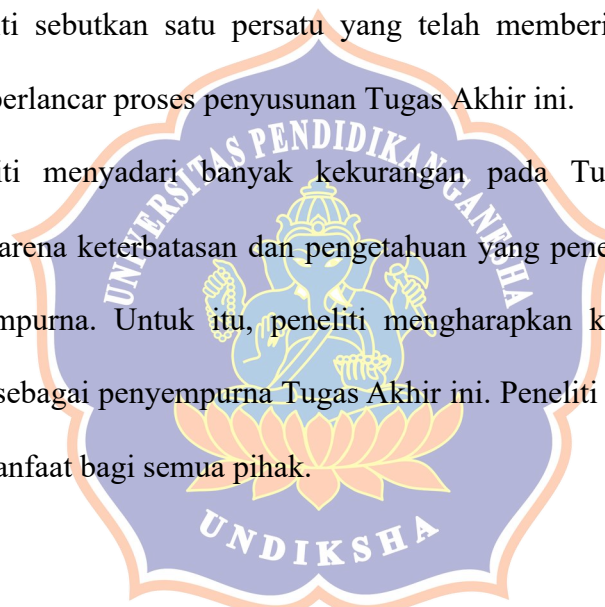 ti sebutkan satu persatu yang telah memberi
perlancar proses penyusunan Tugas Akhir ini.
UNIVERSITAS PENDIDIKAN GANESHA
iti menyadari banyak kekurangan pada Tu
arena keterbatasan dan pengetahuan yang pene
mpurna. Untuk itu, peneliti mengharapkan k
sebagai penyempurna Tugas Akhir ini. Peneliti
anfaat bagi semua pihak.
UNDIKSHA